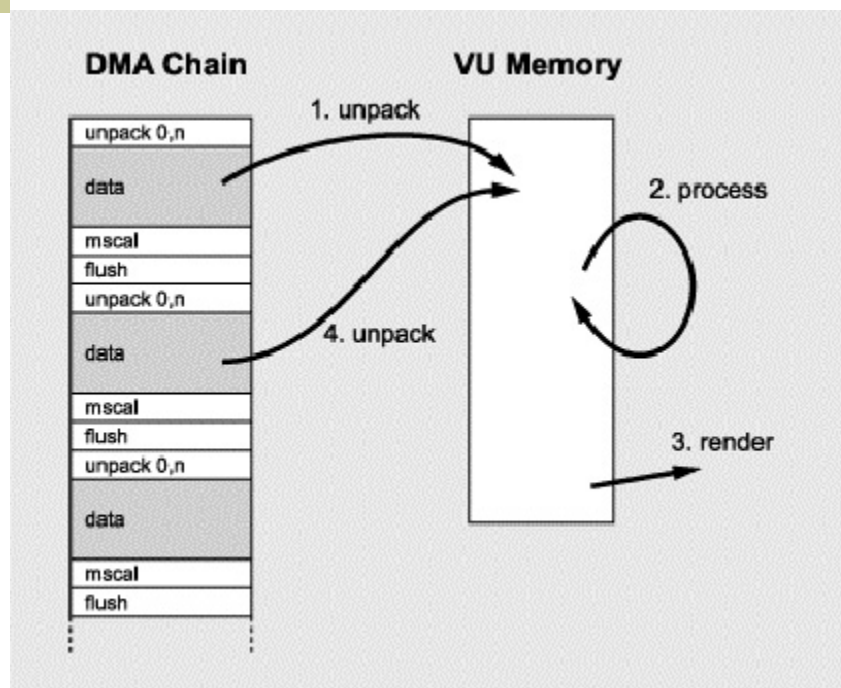 DMA Chain
VU Memory
unpack 0,n
data
mscal
flush
unpack 0,n
data
mscal
flush
unpack 0,n
data
mscal
flush
1. unpack
2. process
4. unpack
3. render